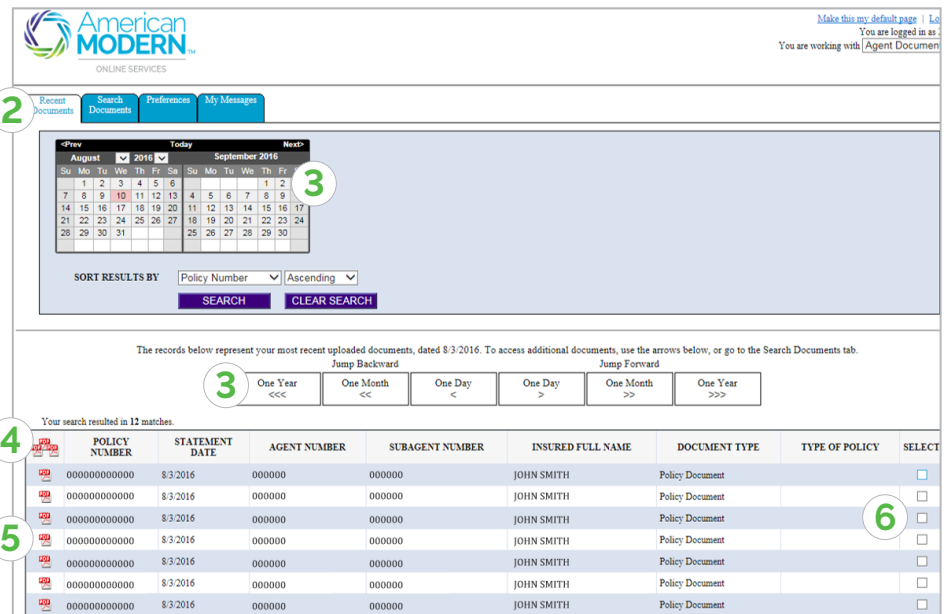 American
MODERN™
ONLINE SERVICES
Make this my default page | Lo
You are logged in as
You are working with Agent Documen
2
Recent Documents
Search Documents
Preferences
My Messages
<Prev Today Next>
August 2016 September 2016
Su Mo Tu We Th Fr Sa Su Mo Tu We Th Fr
1 2 3 4 5 6 1 2
7 8 9 10 11 12 13 4 5 6 7 8 9
14 15 16 17 18 19 20 11 12 13 14 15 16 17
21 22 23 24 25 26 27 18 19 20 21 22 23 24
28 29 30 31 25 26 27 28 29 30
3
SORT RESULTS BY Policy Number Ascending
SEARCH CLEAR SEARCH
The records below represent your most recent uploaded documents, dated 8/3/2016. To access additional documents, use the arrows below, or go to the Search Documents tab.
Jump Backward Jump Forward
3
One Year One Month One Day One Day One Month One Year
<<< << < > >> >>>
Your search resulted in 12 matches.
4
PDF PDF PDF POLICY NUMBER STATEMENT DATE AGENT NUMBER SUBAGENT NUMBER INSURED FULL NAME DOCUMENT TYPE TYPE OF POLICY SELECT
PDF 000000000000 8/3/2016 000000 000000 JOHN SMITH Policy Document
PDF 000000000000 8/3/2016 000000 000000 JOHN SMITH Policy Document
PDF 000000000000 8/3/2016 000000 000000 JOHN SMITH Policy Document 6
5 PDF 000000000000 8/3/2016 000000 000000 JOHN SMITH Policy Document
PDF 000000000000 8/3/2016 000000 000000 JOHN SMITH Policy Document
PDF 000000000000 8/3/2016 000000 000000 JOHN SMITH Policy Document
PDF 000000000000 8/3/2016 000000 000000 JOHN SMITH Policy Document